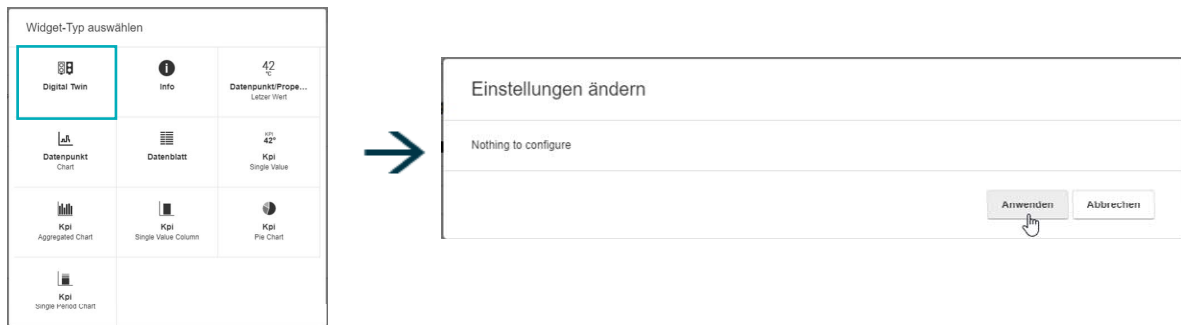 Widget-Typ auswählen
Digital Twin
Info
42
°C
Datenpunkt/Prope...
Letzer Wert
Datenpunkt
Chart
Datenblatt
KPI
42°
Kpi
Single Value
Kpi
Aggregated Chart
Kpi
Single Value Column
Kpi
Pie Chart
Kpi
Single Period Chart
Einstellungen ändern
Nothing to configure
Anwenden
Abbrechen